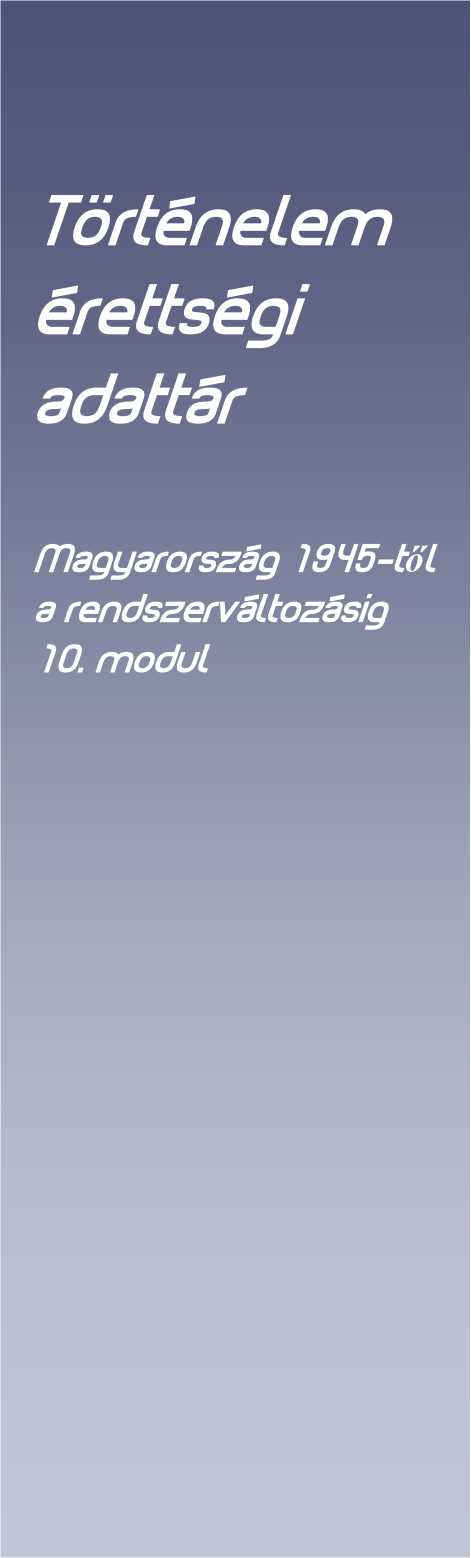 Történelem
érettségi
adattár
Magyarország 1945-től
a rendszerváltozásig
10. modul